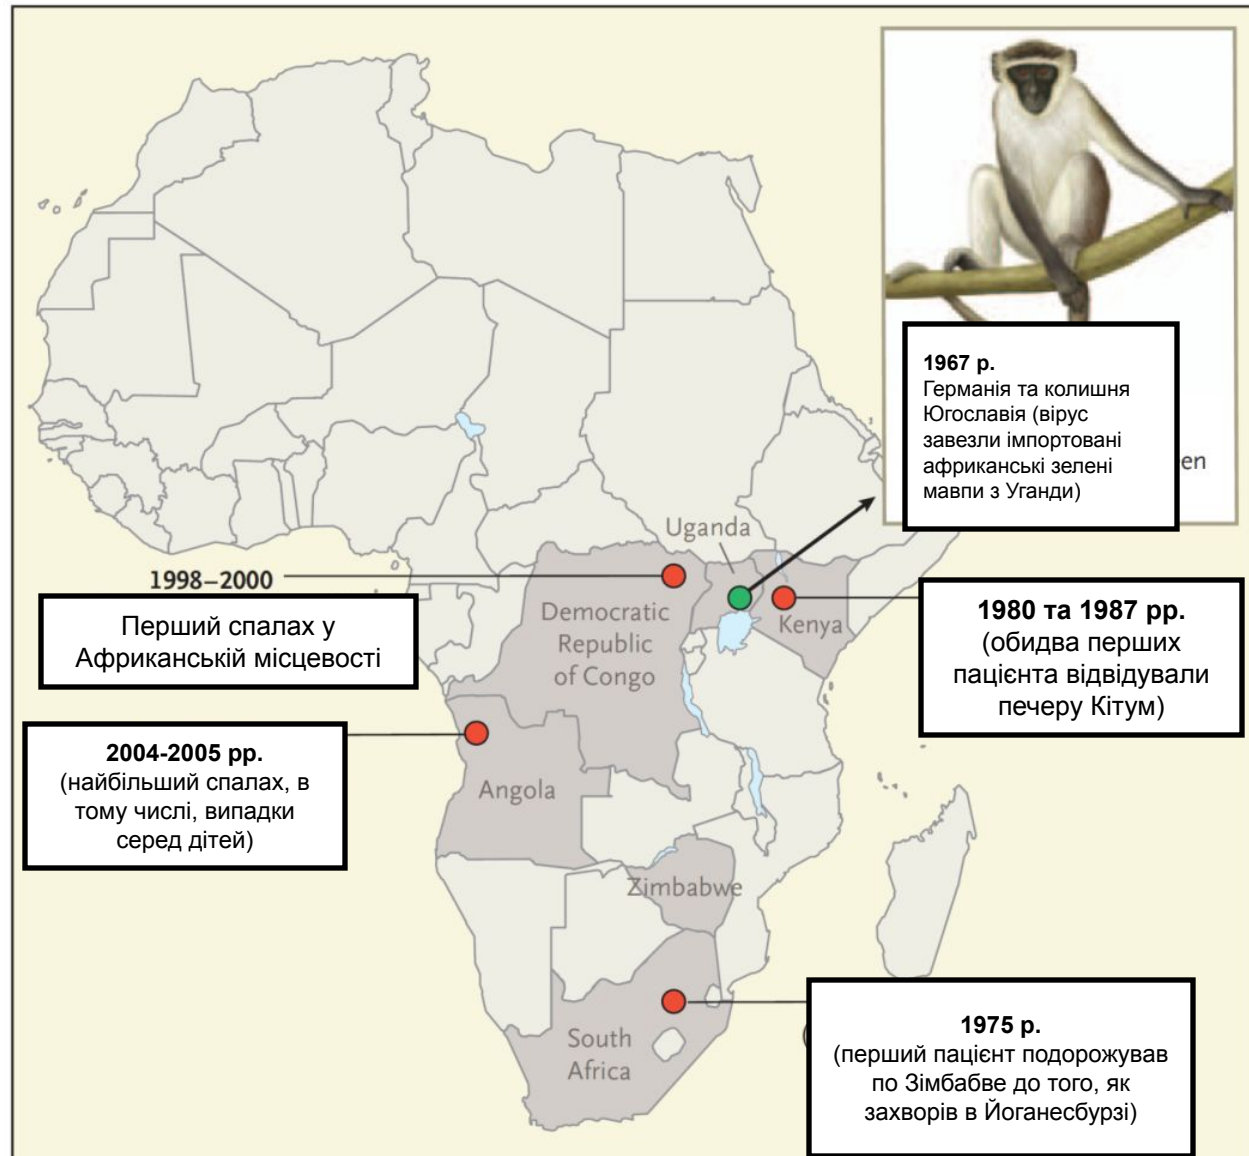 1967 р.
Германія та колишня
Югославія (вірус
завезли імпортовані
африканські зелені
мавпи з Уганди)
en
Uganda
1998–2000
Перший спалах у
Африканській місцевості
Democratic
Republic
of Congo
Kenya
1980 та 1987 рр.
(обидва перших
пацієнта відвідували
печеру Кітум)
2004-2005 рр.
(найбільший спалах, в
тому числі, випадки
серед дітей)
Angola
Zimbabwe
South
Africa
1975 р.
(перший пацієнт подорожував
по Зімбабве до того, як
захворів в Йоганесбурзі)